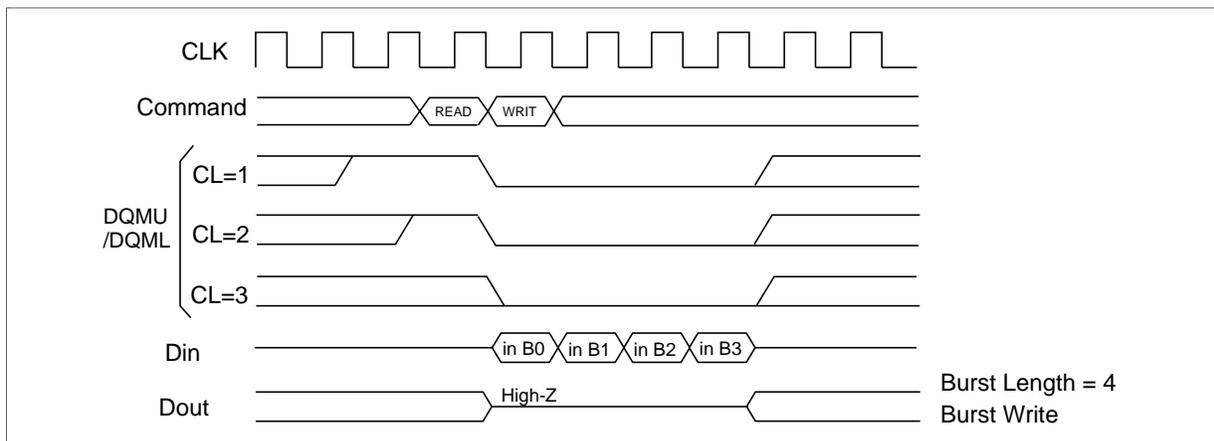 CLK
Command READ WRIT
CL=1
DQMU
/DQML
CL=2
CL=3
Din in B0 in B1 in B2 in B3
Dout High-Z
Burst Length = 4
Burst Write